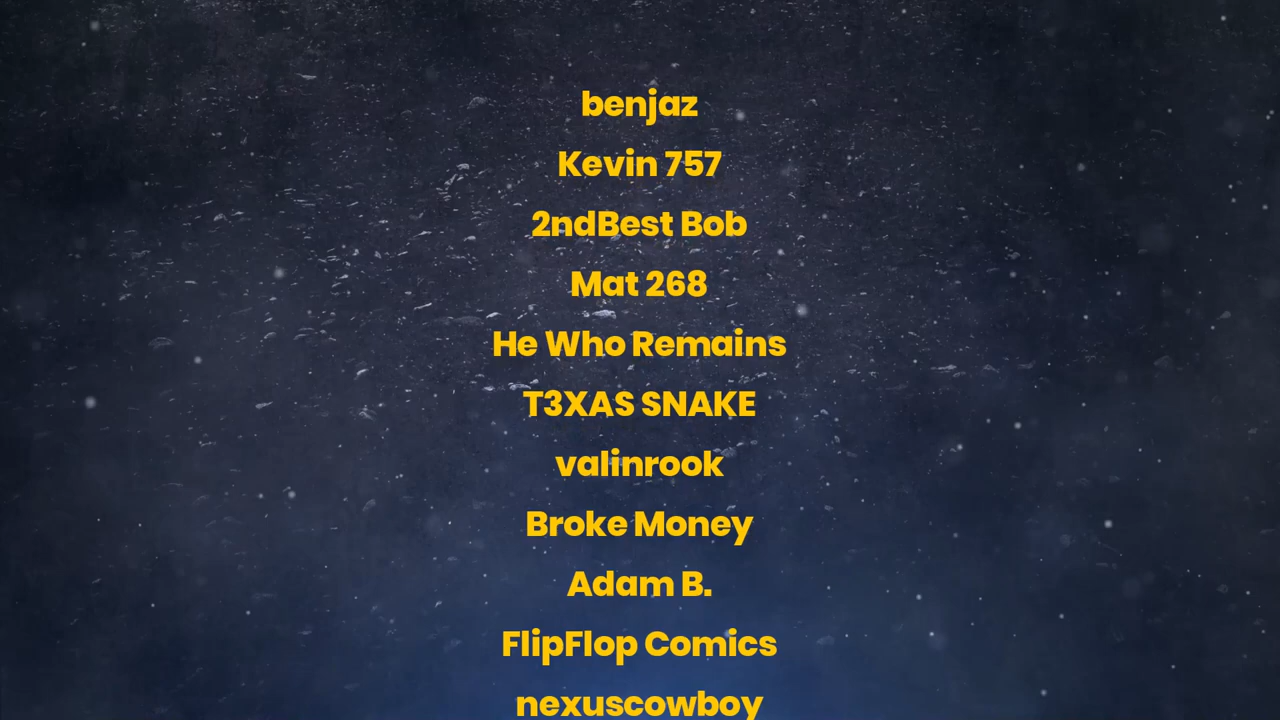 benjaz
Kevin 757
2ndBest Bob
Mat 268
He Who Remains
T3XAS SNAKE
valinrook
Broke Money
Adam B.
FlipFlop Comics
nexuscowboy